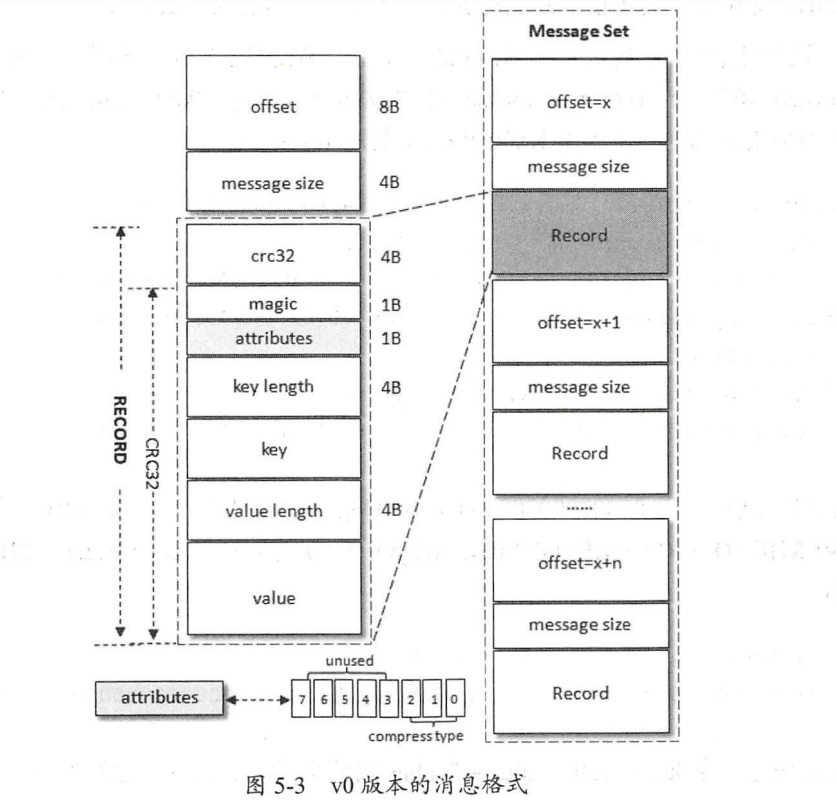 Message Set
offset
8B
message size
4B
crc32
4B
magic
1B
attributes
1B
key length
4B
key
value length
4B
value
RECORD
CRC32
offset=x
message size
Record
offset=x+1
message size
Record
......
offset=x+n
message size
Record
unused
attributes
7 6 5 4 3 2 1 0
compress type
图 5-3 v0 版本的消息格式